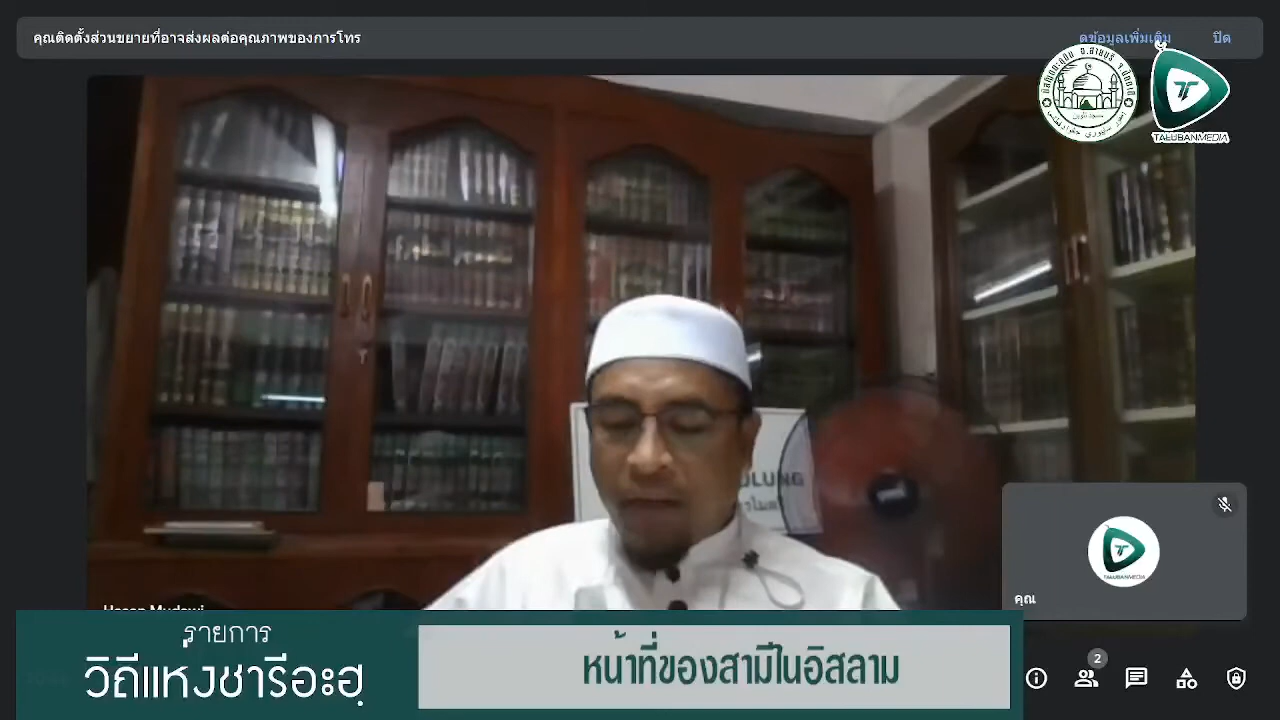 คุณติดตั้งส่วนขยายที่อาจส่งผลต่อคุณภาพของการโทร
ดูข้อมูลเพิ่มเติม
ปิด
TALUBANMEDIA
ULUNG
คุณ
Hasan Mudawi
รายการ
วิถีแห่งชารีอะฮฺ
หน้าที่ของสามีในอิสลาม
2